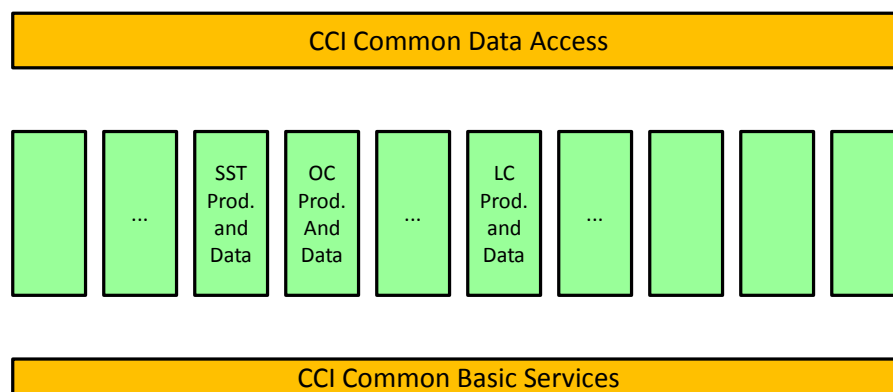 CCI Common Data Access
...
SST
Prod.
and
Data
OC
Prod.
And
Data
...
LC
Prod.
and
Data
...
CCI Common Basic Services